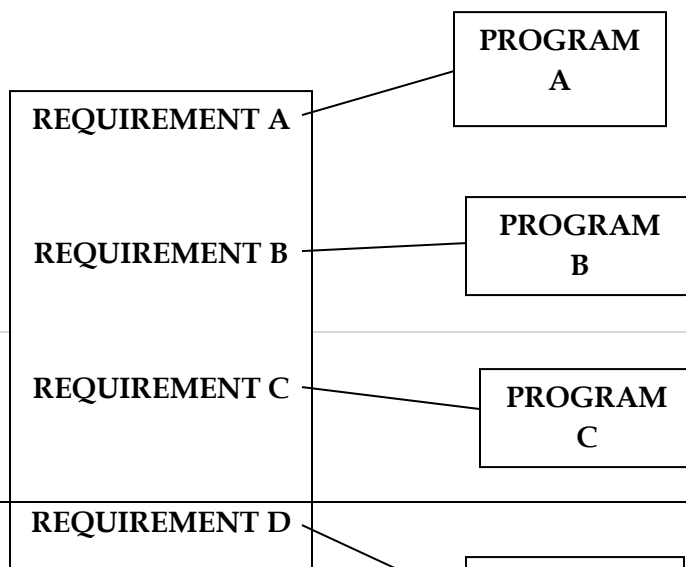 PROGRAM
A
REQUIREMENT A
REQUIREMENT B
PROGRAM
B
REQUIREMENT C
PROGRAM
C
REQUIREMENT D